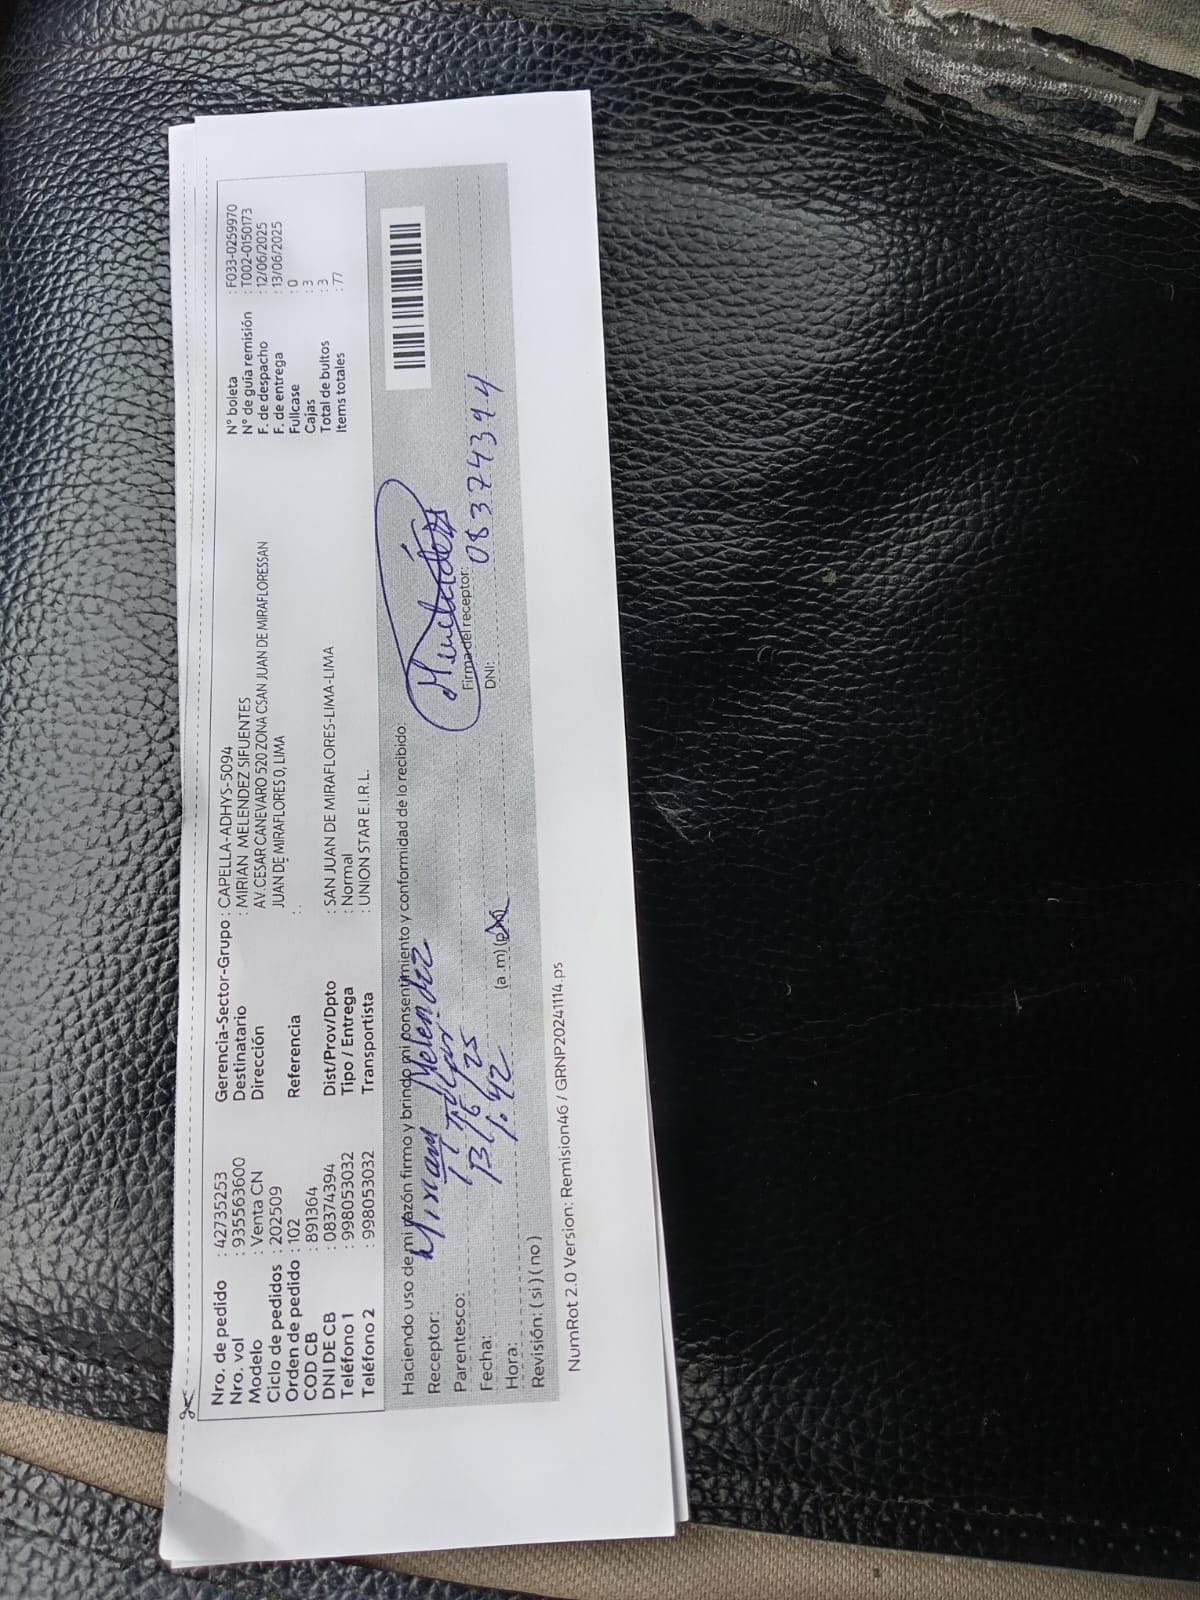 Nro. de pedido : 42735253
Nro. vol : 935563600
Modelo : Venta CN
Ciclo de pedidos : 202509
Orden de pedido : 102
COD CB : 891364
DNI DE CB : 08374394
Teléfono 1 : 998053032
Teléfono 2 : 998053032
Gerencia-Sector-Grupo : CAPELLA-ADHYS-5094
Destinatario : MIRIAN MELENDEZ SIFUENTES
Dirección AV.CESAR CANEVARO 520 ZONA CSAN JUAN DE MIRAFLORESSAN
JUAN DE MIRAFLORES 0, LIMA
Referencia : .
Dist/Prov/Dpto : SAN JUAN DE MIRAFLORES-LIMA-LIMA
Tipo / Entrega : Normal
Transportista : UNION STAR E.I.R.L.
N° boleta : F033-0259970
N° de guía remisión : T002-0150173
F. de despacho : 12/06/2025
F. de entrega : 13/06/2025
Fullcase : 0
Cajas : 3
Total de bultos : 3
Items totales : 77
Haciendo uso de mi razón firmo y brindo mi consentimiento y conformidad de lo recibido:
Receptor: Miriam Melendez
Parentesco: Titular
Fecha: 13/6/25
Hora: 1:42 (a.m)(p.m)
Revisión: ( si ) ( no )
Firma del receptor:
DNI: 08374394
NumRot 2.0 Version: Remision46 / GRNP20241114.ps